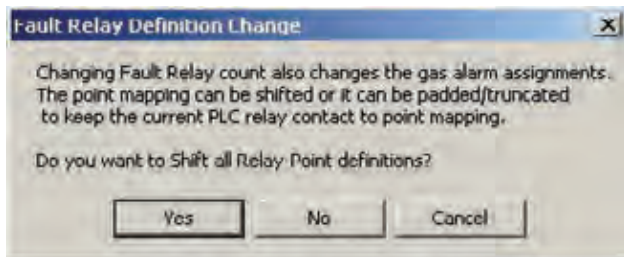 Fault Relay Definition Change
Changing Fault Relay count also changes the gas alarm assignments.
The point mapping can be shifted or it can be padded/truncated
to keep the current PLC relay contact to point mapping.
Do you want to Shift all Relay Point definitions?
Yes No Cancel